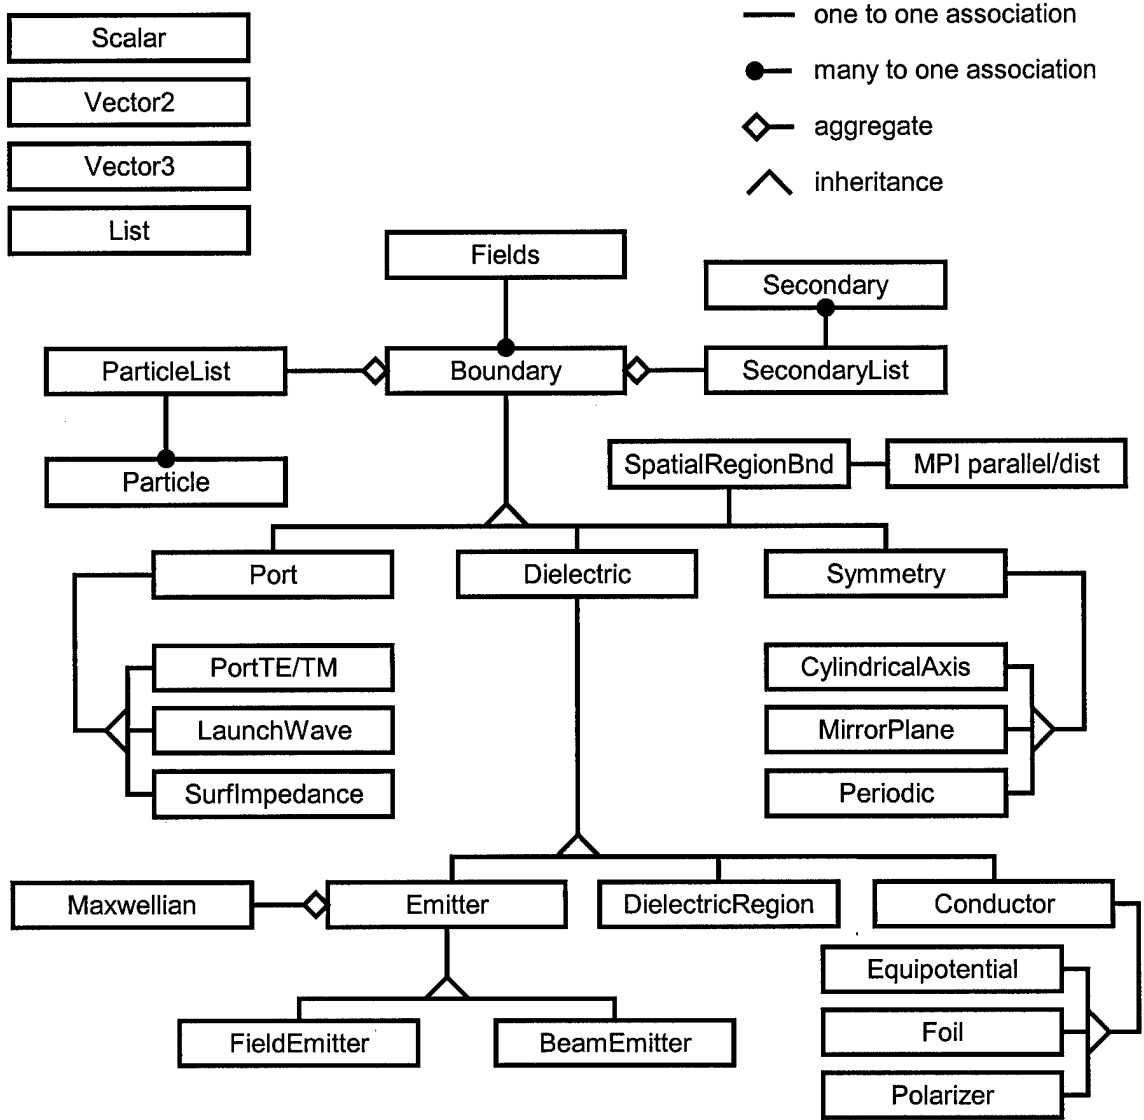 Scalar
Vector2
Vector3
List
one to one association
many to one association
aggregate
inheritance
Fields
Secondary
ParticleList
Boundary
SecondaryList
Particle
SpatialRegionBnd
MPI parallel/dist
Port
Dielectric
Symmetry
PortTE/TM
LaunchWave
SurfImpedance
CylindricalAxis
MirrorPlane
Periodic
Maxwellian
Emitter
DielectricRegion
Conductor
Equipotential
Foil
Polarizer
FieldEmitter
BeamEmitter